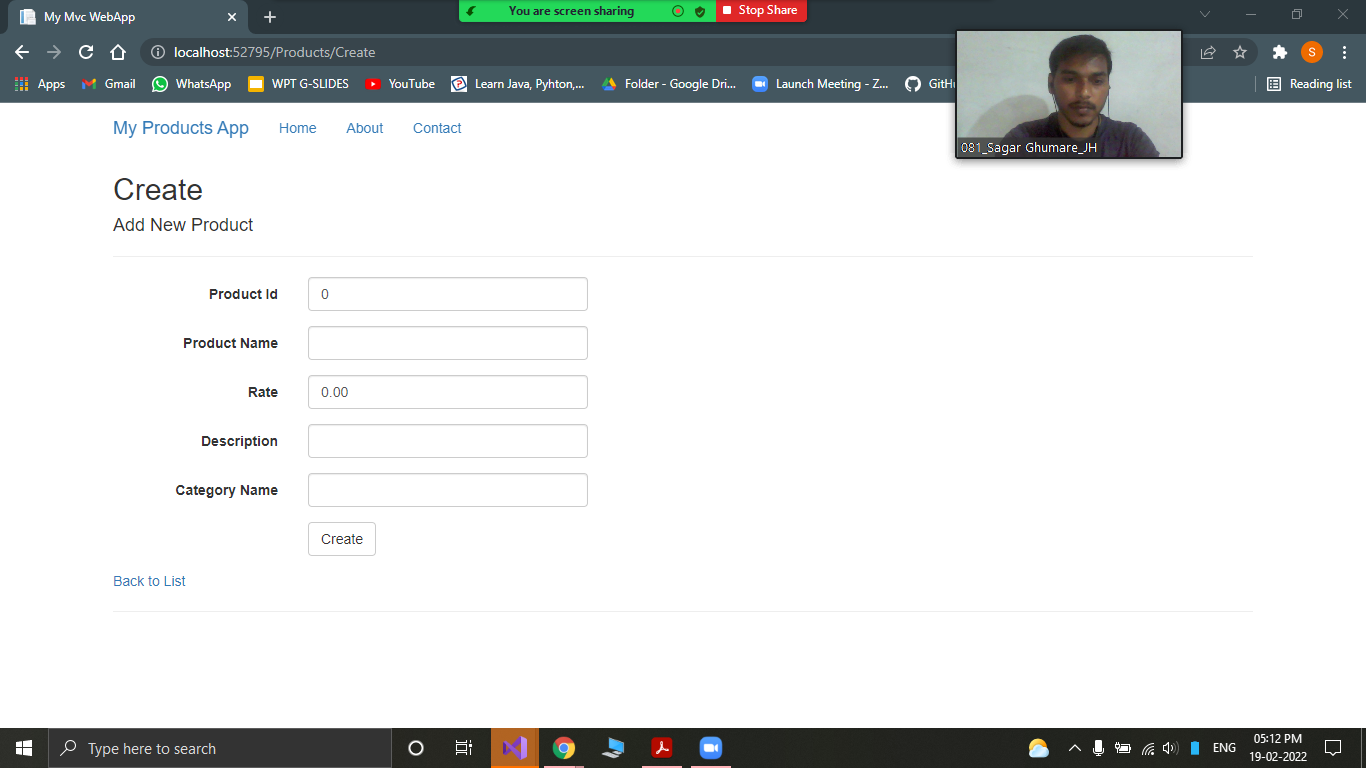 My Mvc WebApp
You are screen sharing
Stop Share
localhost:52795/Products/Create
S
Apps
Gmail
WhatsApp
WPT G-SLIDES
YouTube
Learn Java, Pyhton,...
Folder - Google Dri...
Launch Meeting - Z...
GitHu
Reading list
081_Sagar Ghumare_JH
My Products App
Home
About
Contact
Create
Add New Product
Product Id
0
Product Name
Rate
0.00
Description
Category Name
Create
Back to List
Type here to search
ENG
05:12 PM
19-02-2022